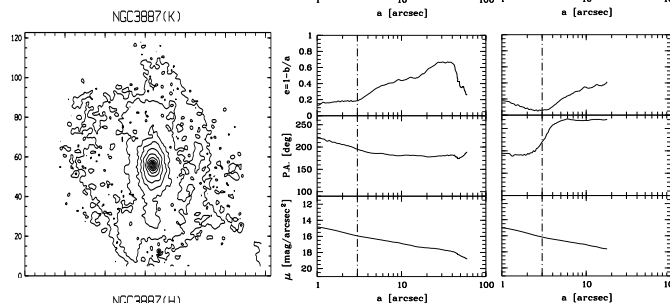 a [arcsec]
a [arcsec]
NGC3887(K)
120
100
80
60
40
20
0
e=1-b/a
1
0.8
0.6
0.4
0.2
0
P.A. [deg]
250
200
150
100
μ [mag/arcsec²]
12
14
16
18
20
1 10 100
a [arcsec]
1 10
a [arcsec]
NGC3887(H)